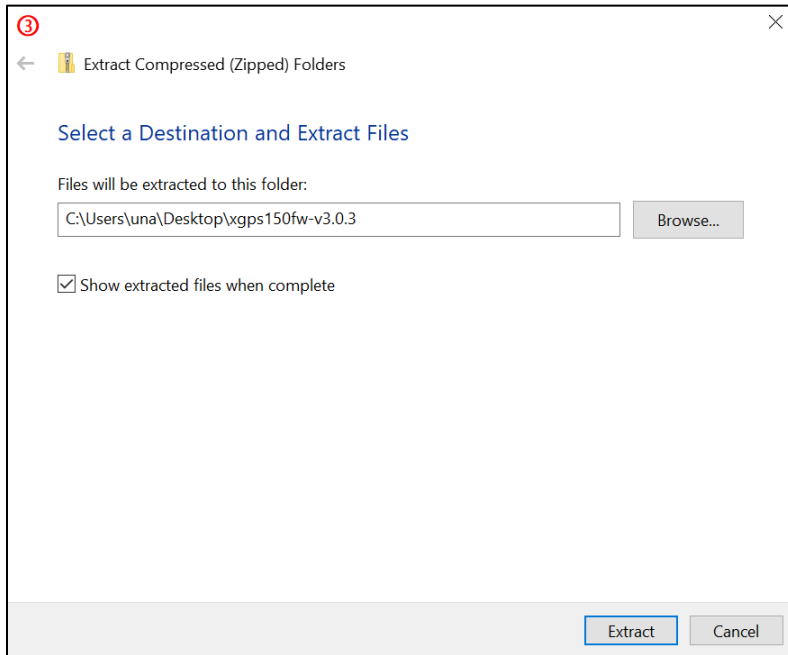 ③
Extract Compressed (Zipped) Folders
Select a Destination and Extract Files
Files will be extracted to this folder:
C:\Users\una\Desktop\xgps150fw-v3.0.3
Browse...
Show extracted files when complete
Extract
Cancel